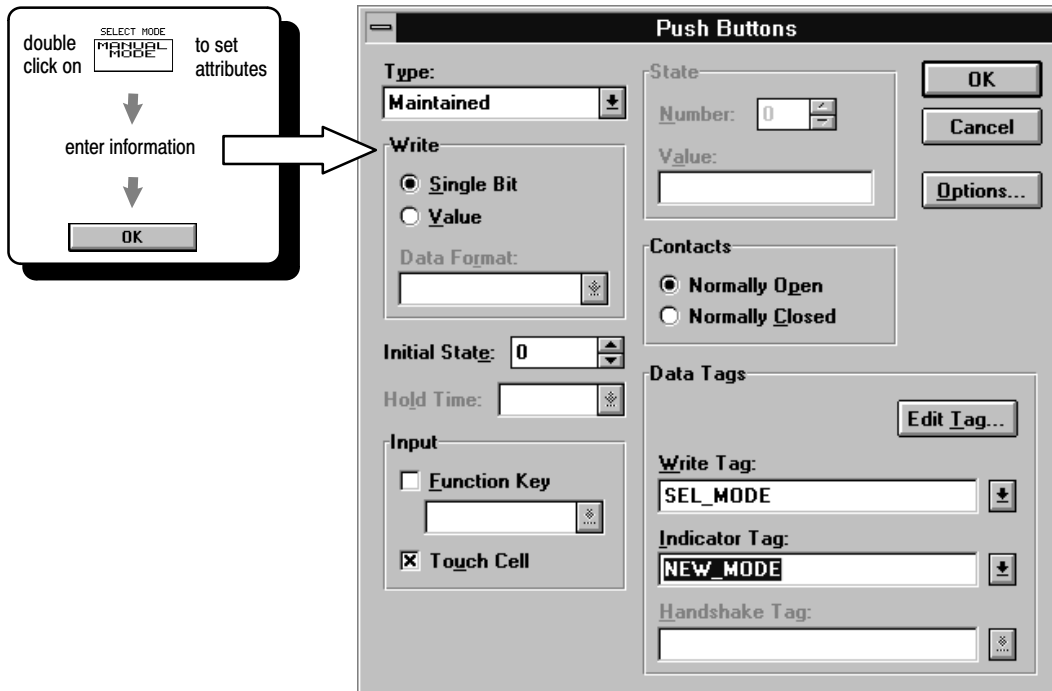 double click on
SELECT MODE
MANUAL
MODE
to set attributes
enter information
OK
Push Buttons
Type:
Maintained
Write
Single Bit
Value
Data Format:
Initial State: 0
Hold Time:
Input
Function Key
Touch Cell
State
Number: 0
Value:
Contacts
Normally Open
Normally Closed
Data Tags
Edit Tag...
Write Tag:
SEL_MODE
Indicator Tag:
NEW_MODE
Handshake Tag:
OK
Cancel
Options...